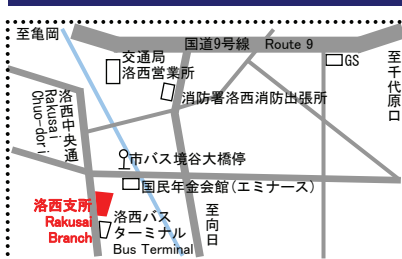 至亀岡
国道9号線 Route 9
交通局
洛西営業所
GS
至千代原口
消防署洛西消防出張所
洛西中央通
Rakusai
Chuo-dori
市バス境谷大橋停
国民年金会館（エミナース）
洛西支所
Rakusai
Branch
洛西バス
ターミナル
Bus Terminal
至向日